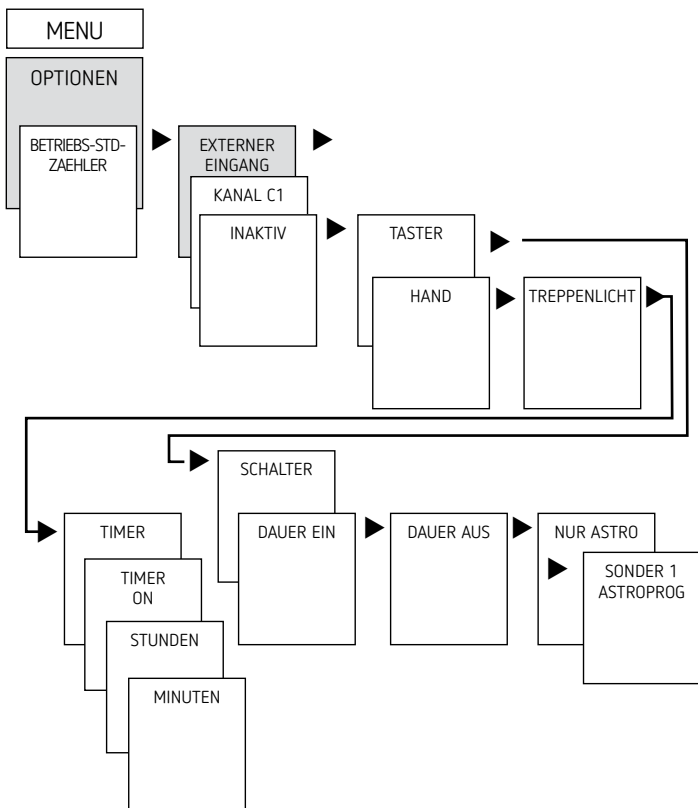 MENU
OPTIONEN
BETRIEBS-STD-
ZAEHLER
EXTERNER
EINGANG
KANAL C1
INAKTIV
TASTER
HAND
TREPPENLICHT
TIMER
TIMER
ON
STUNDEN
MINUTEN
SCHALTER
DAUER EIN
DAUER AUS
NUR ASTRO
SONDER 1
ASTROPROG